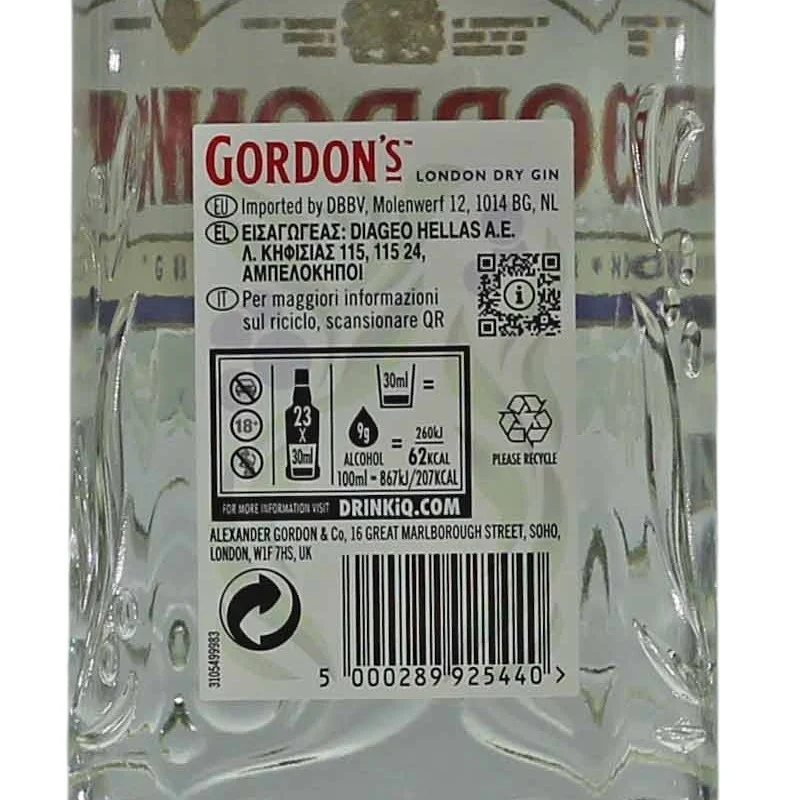 GORDON'S™ LONDON DRY GIN
EU Imported by DBBV, Molenwerf 12, 1014 BG, NL
EL ΕΙΣΑΓΩΓΕΑΣ: DIAGEO HELLAS A.E.
Λ. ΚΗΦΙΣΙΑΣ 115, 115 24,
ΑΜΠΕΛΟΚΗΠΟΙ
IT Per maggiori informazioni
sul riciclo, scansionare QR
18+
23
X
30ml
30ml =
9g
ALCOHOL
= 260kJ
62KCAL
100ml = 867kJ/207KCAL
PLEASE RECYCLE
FOR MORE INFORMATION VISIT DRINKiQ.COM
ALEXANDER GORDON & Co, 16 GREAT MARLBOROUGH STREET, SOHO,
LONDON, W1F 7HS, UK
3105499983
5 000289 925440 >